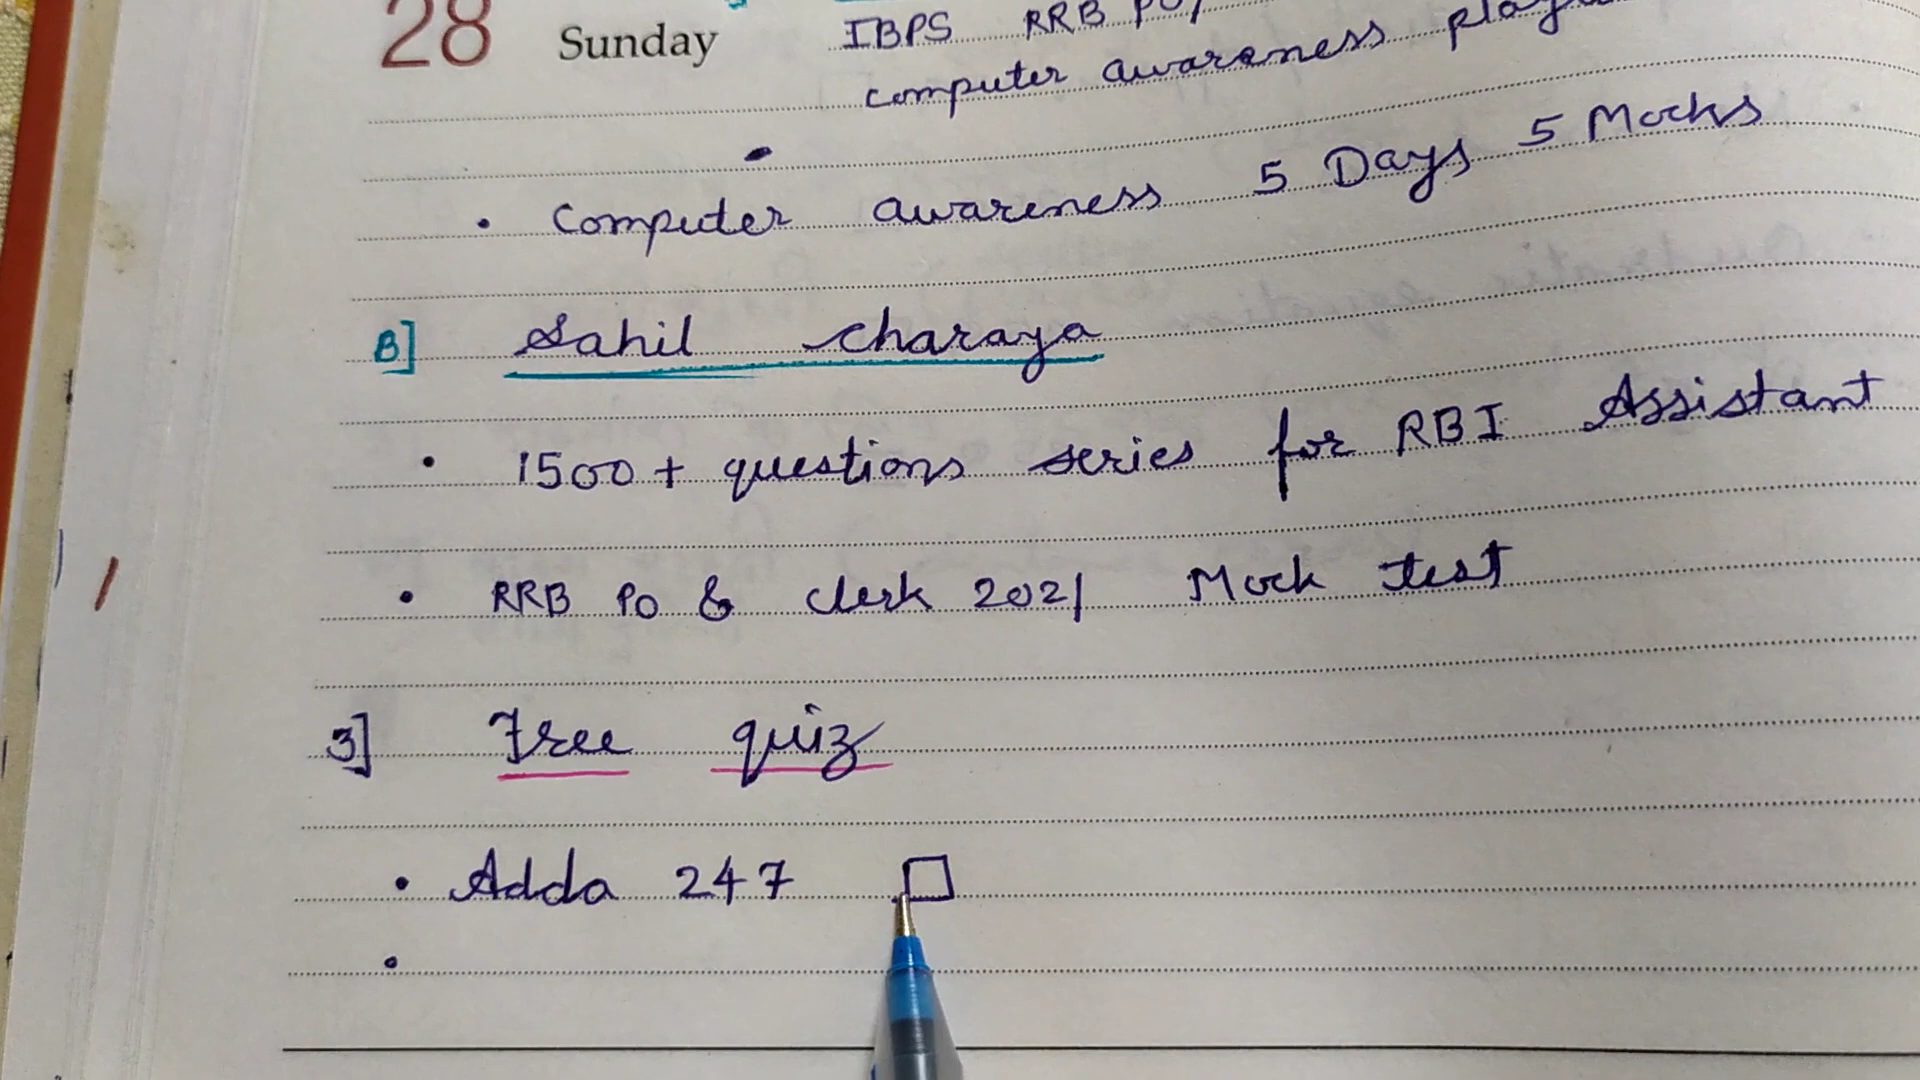 28 Sunday IBPS RRB PO/
computer awareness
• Computer awareness 5 Days 5 Mocks
B] Sahil charaya
• 1500+ questions series for RBI Assistant
• RRB PO & clerk 2021 Mock test
3] Free quiz
• Adda 247